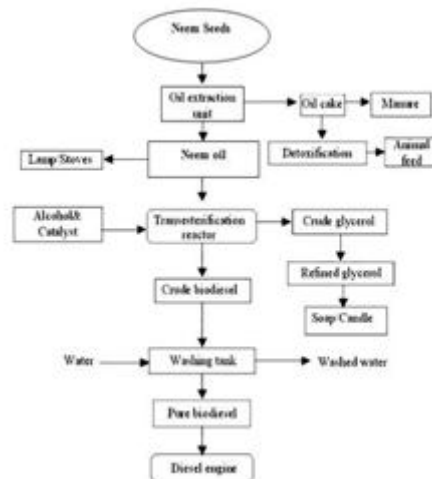 Neem Seeds
Oil extraction
unit
Oil cake
Manure
Lamp Stoves
Neem oil
Detoxification
Animal
feed
Alcohol&
Catalyst
Transesterification
reactor
Crude glycerol
Crude biodiesel
Refined glycerol
Soap/Candle
Water
Washing tank
Washed water
Pure biodiesel
Diesel engine